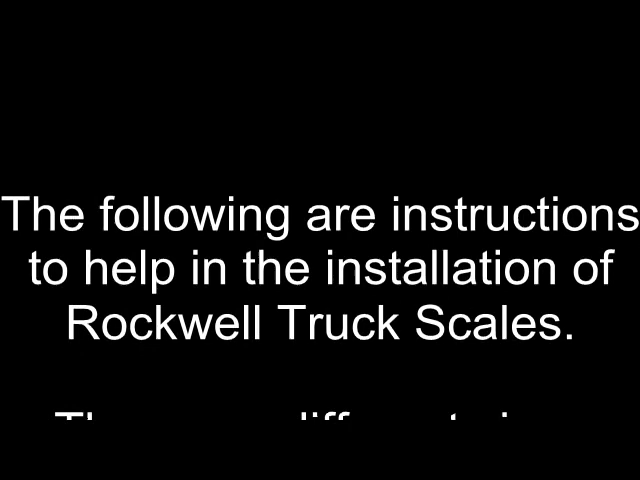 The following are instructions
to help in the installation of
Rockwell Truck Scales.